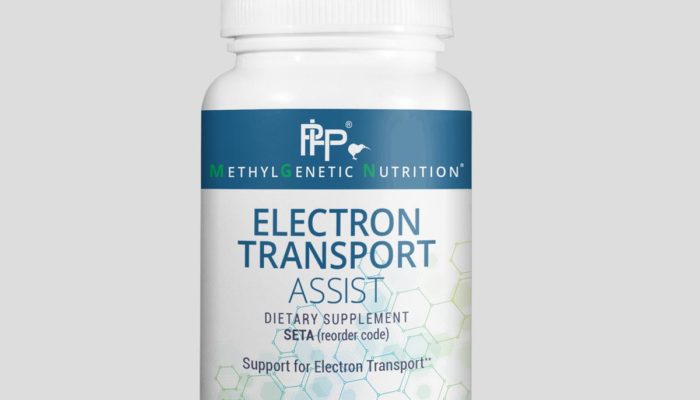 PHP®
METHYLGENETIC NUTRITION®
ELECTRON
TRANSPORT
ASSIST
DIETARY SUPPLEMENT
SETA (reorder code)
Support for Electron Transport**